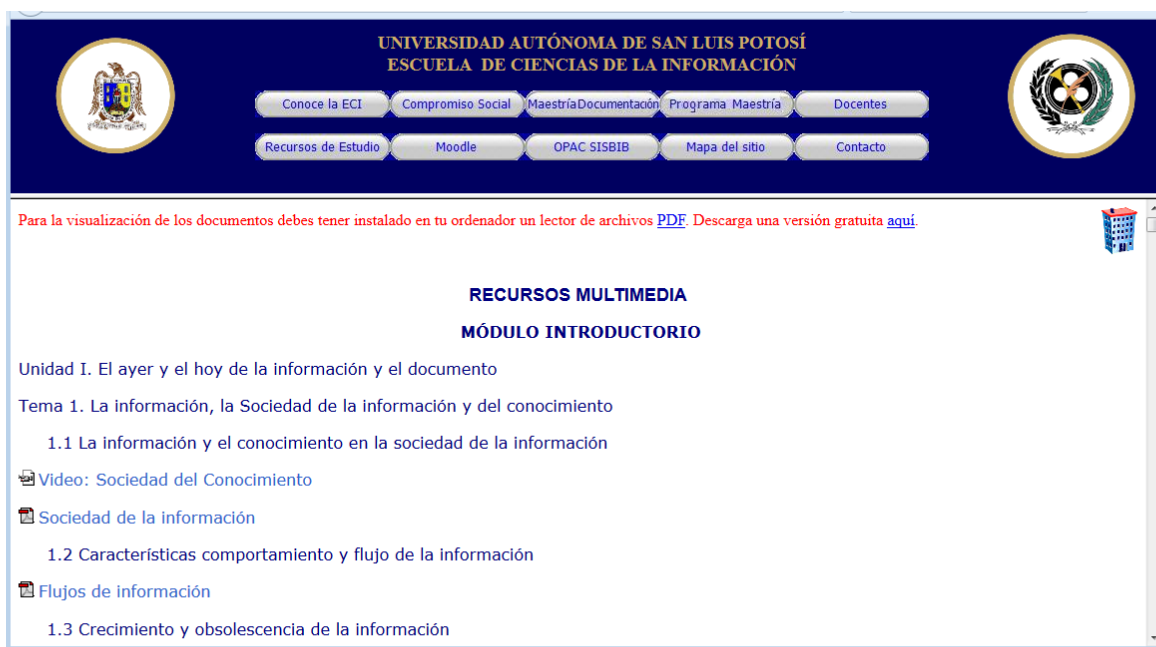 UNIVERSIDAD AUTÓNOMA DE SAN LUIS POTOSÍ
ESCUELA DE CIENCIAS DE LA INFORMACIÓN
Conoce la ECI Compromiso Social MaestríaDocumentación Programa Maestría Docentes
Recursos de Estudio Moodle OPAC SISBIB Mapa del sitio Contacto
Para la visualización de los documentos debes tener instalado en tu ordenador un lector de archivos PDF. Descarga una versión gratuita aquí.
RECURSOS MULTIMEDIA
MÓDULO INTRODUCTORIO
Unidad I. El ayer y el hoy de la información y el documento
Tema 1. La información, la Sociedad de la información y del conocimiento
1.1 La información y el conocimiento en la sociedad de la información
Video: Sociedad del Conocimiento
Sociedad de la información
1.2 Características comportamiento y flujo de la información
Flujos de información
1.3 Crecimiento y obsolescencia de la información